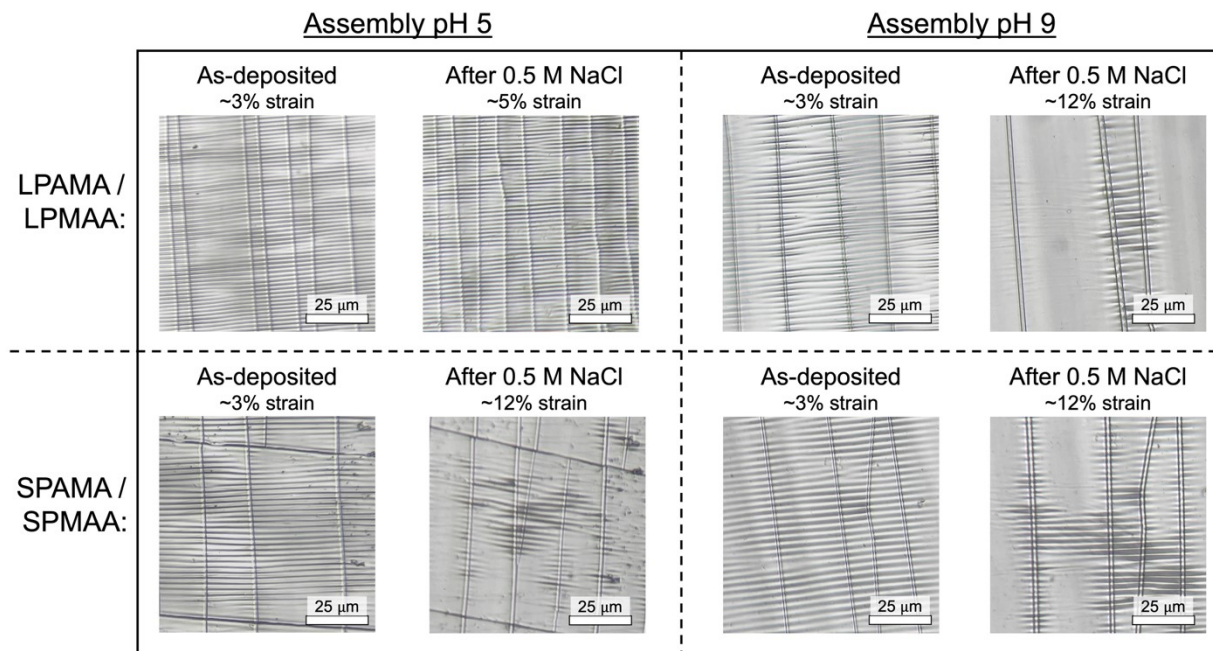 Assembly pH 5
Assembly pH 9
As-deposited
~3% strain
After 0.5 M NaCl
~5% strain
As-deposited
~3% strain
After 0.5 M NaCl
~12% strain
LPAMA /
LPMAA:
25 μm
25 μm
25 μm
25 μm
As-deposited
~3% strain
After 0.5 M NaCl
~12% strain
As-deposited
~3% strain
After 0.5 M NaCl
~12% strain
SPAMA /
SPMAA:
25 μm
25 μm
25 μm
25 μm